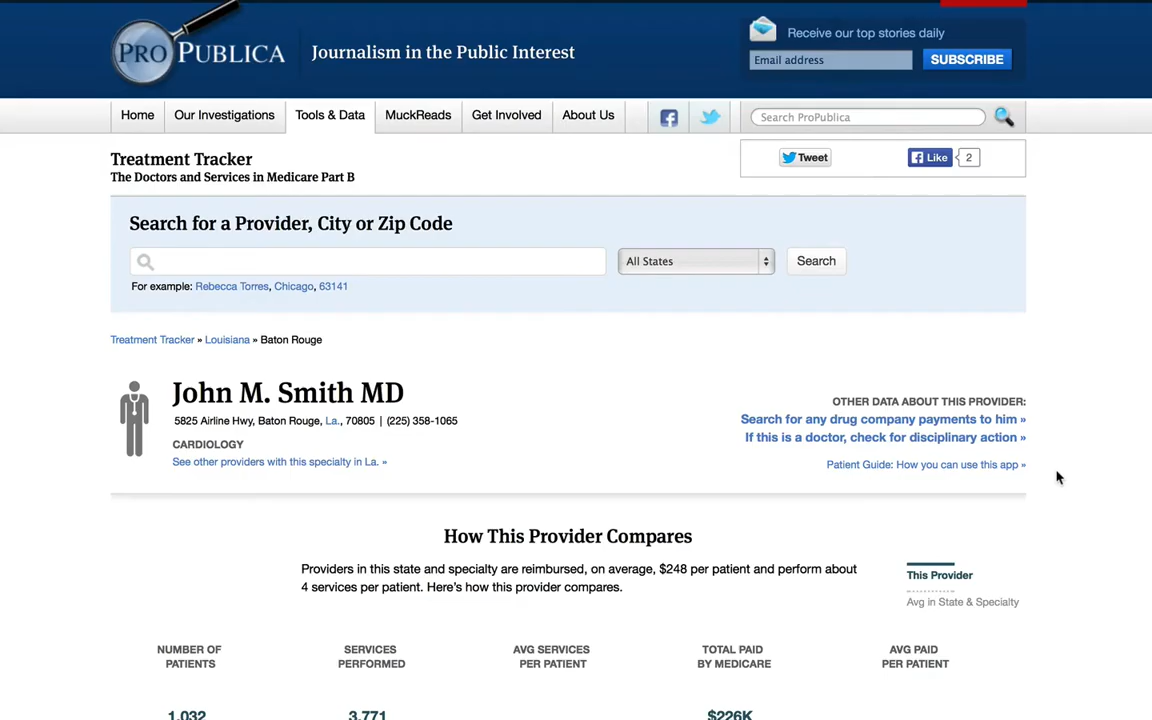 PROPUBLICA
Journalism in the Public Interest
Receive our top stories daily
Email address
SUBSCRIBE
Home
Our Investigations
Tools & Data
MuckReads
Get Involved
About Us
Search ProPublica
Treatment Tracker
The Doctors and Services in Medicare Part B
Tweet
Like
2
Search for a Provider, City or Zip Code
All States
Search
For example: Rebecca Torres, Chicago, 63141
Treatment Tracker » Louisiana » Baton Rouge
John M. Smith MD
5825 Airline Hwy, Baton Rouge, La., 70805 | (225) 358-1065
CARDIOLOGY
See other providers with this specialty in La. »
OTHER DATA ABOUT THIS PROVIDER:
Search for any drug company payments to him »
If this is a doctor, check for disciplinary action »
Patient Guide: How you can use this app »
How This Provider Compares
Providers in this state and specialty are reimbursed, on average, $248 per patient and perform about
4 services per patient. Here's how this provider compares.
This Provider
Avg in State & Specialty
NUMBER OF
PATIENTS
SERVICES
PERFORMED
AVG SERVICES
PER PATIENT
TOTAL PAID
BY MEDICARE
AVG PAID
PER PATIENT
1,032
3,771
$226K